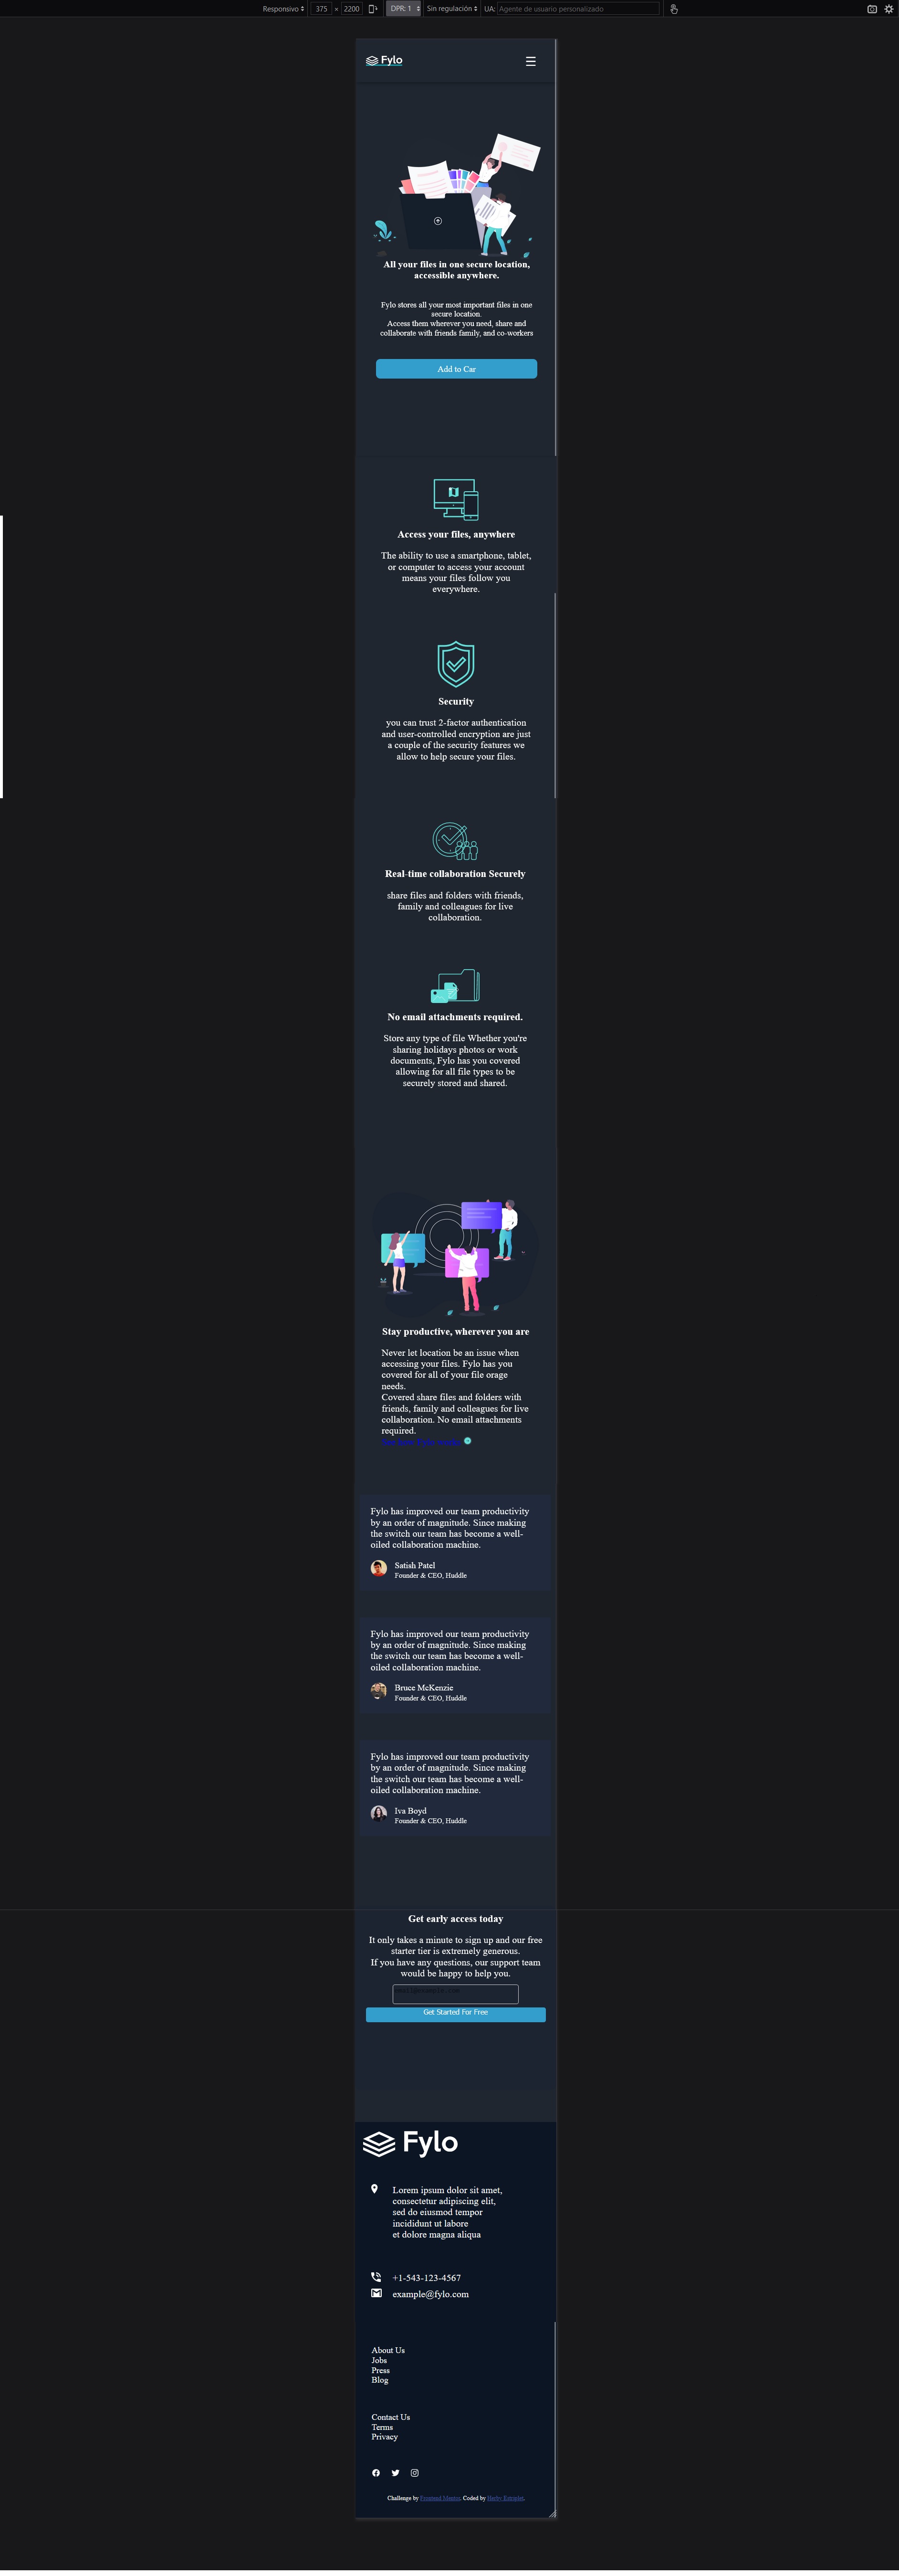 Responsivo 375 × 2200 DPR: 1 Sin regulación UA: Agente de usuario personalizado
Fylo
All your files in one secure location,
accessible anywhere.
Fylo stores all your most important files in one
secure location.
Access them wherever you need, share and
collaborate with friends family, and co-workers
Add to Car
Access your files, anywhere
The ability to use a smartphone, tablet,
or computer to access your account
means your files follow you
everywhere.
Security
you can trust 2-factor authentication
and user-controlled encryption are just
a couple of the security features we
allow to help secure your files.
Real-time collaboration Securely
share files and folders with friends,
family and colleagues for live
collaboration.
No email attachments required.
Store any type of file Whether you're
sharing holidays photos or work
documents, Fylo has you covered
allowing for all file types to be
securely stored and shared.
Stay productive, wherever you are
Never let location be an issue when
accessing your files. Fylo has you
covered for all of your file orage
needs.
Covered share files and folders with
friends, family and colleagues for live
collaboration. No email attachments
required.
Fylo has improved our team productivity
by an order of magnitude. Since making
the switch our team has become a well-
oiled collaboration machine.
Satish Patel
Founder & CEO, Huddle
Fylo has improved our team productivity
by an order of magnitude. Since making
the switch our team has become a well-
oiled collaboration machine.
Bruce McKenzie
Founder & CEO, Huddle
Fylo has improved our team productivity
by an order of magnitude. Since making
the switch our team has become a well-
oiled collaboration machine.
Iva Boyd
Founder & CEO, Huddle
Get early access today
It only takes a minute to sign up and our free
starter tier is extremely generous.
If you have any questions, our support team
would be happy to help you.
Get Started For Free
Fylo
Lorem ipsum dolor sit amet,
consectetur adipiscing elit,
sed do eiusmod tempor
incididunt ut labore
et dolore magna aliqua
+1-543-123-4567
example@fylo.com
About Us
Jobs
Press
Blog
Contact Us
Terms
Privacy
Challenge by Frontend Mentor. Coded by